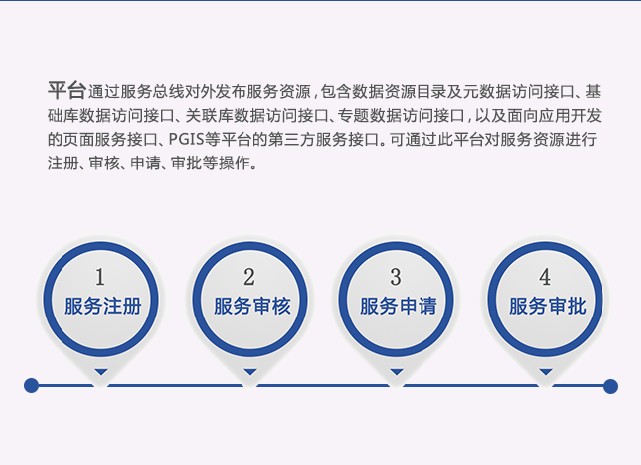 平台通过服务总线对外发布服务资源,包含数据资源目录及元数据访问接口、基
础库数据访问接口、关联库数据访问接口、专题数据访问接口,以及面向应用开发
的页面服务接口、PGIS等平台的第三方服务接口。可通过此平台对服务资源进行
注册、审核、申请、审批等操作。
1
服务注册
2
服务审核
3
服务申请
4
服务审批